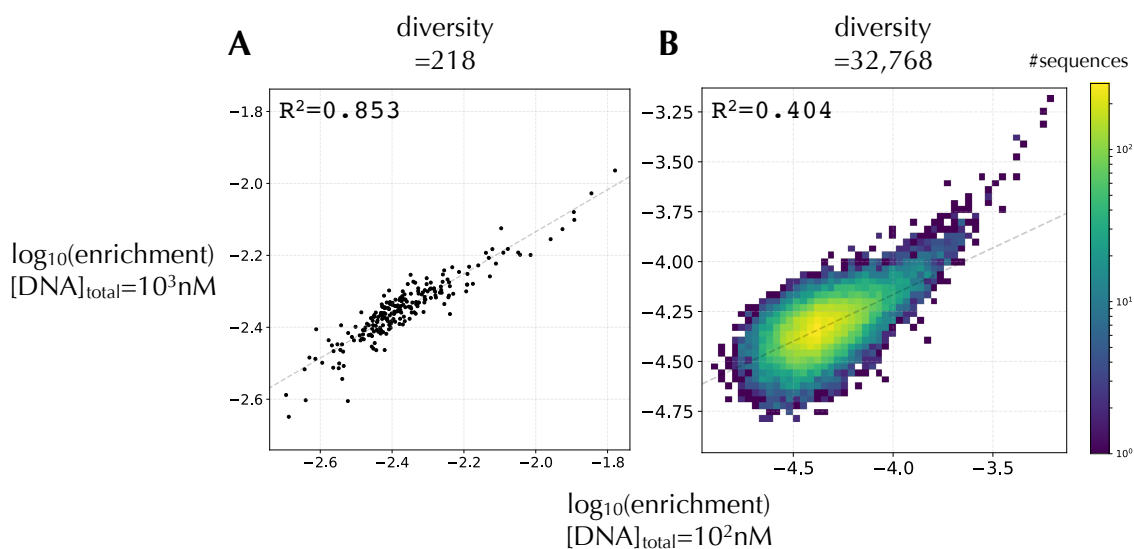 A
diversity
=218
B
diversity
=32,768
#sequences
R²=0.853
R²=0.404
−1.8
−2.0
−2.2
−2.4
−2.6
−3.25
−3.50
−3.75
−4.00
−4.25
−4.50
−4.75
10²
10¹
10⁰
log₁₀(enrichment)
[DNA]total=10³nM
−2.6
−2.4
−2.2
−2.0
−1.8
−4.5
−4.0
−3.5
log₁₀(enrichment)
[DNA]total=10²nM